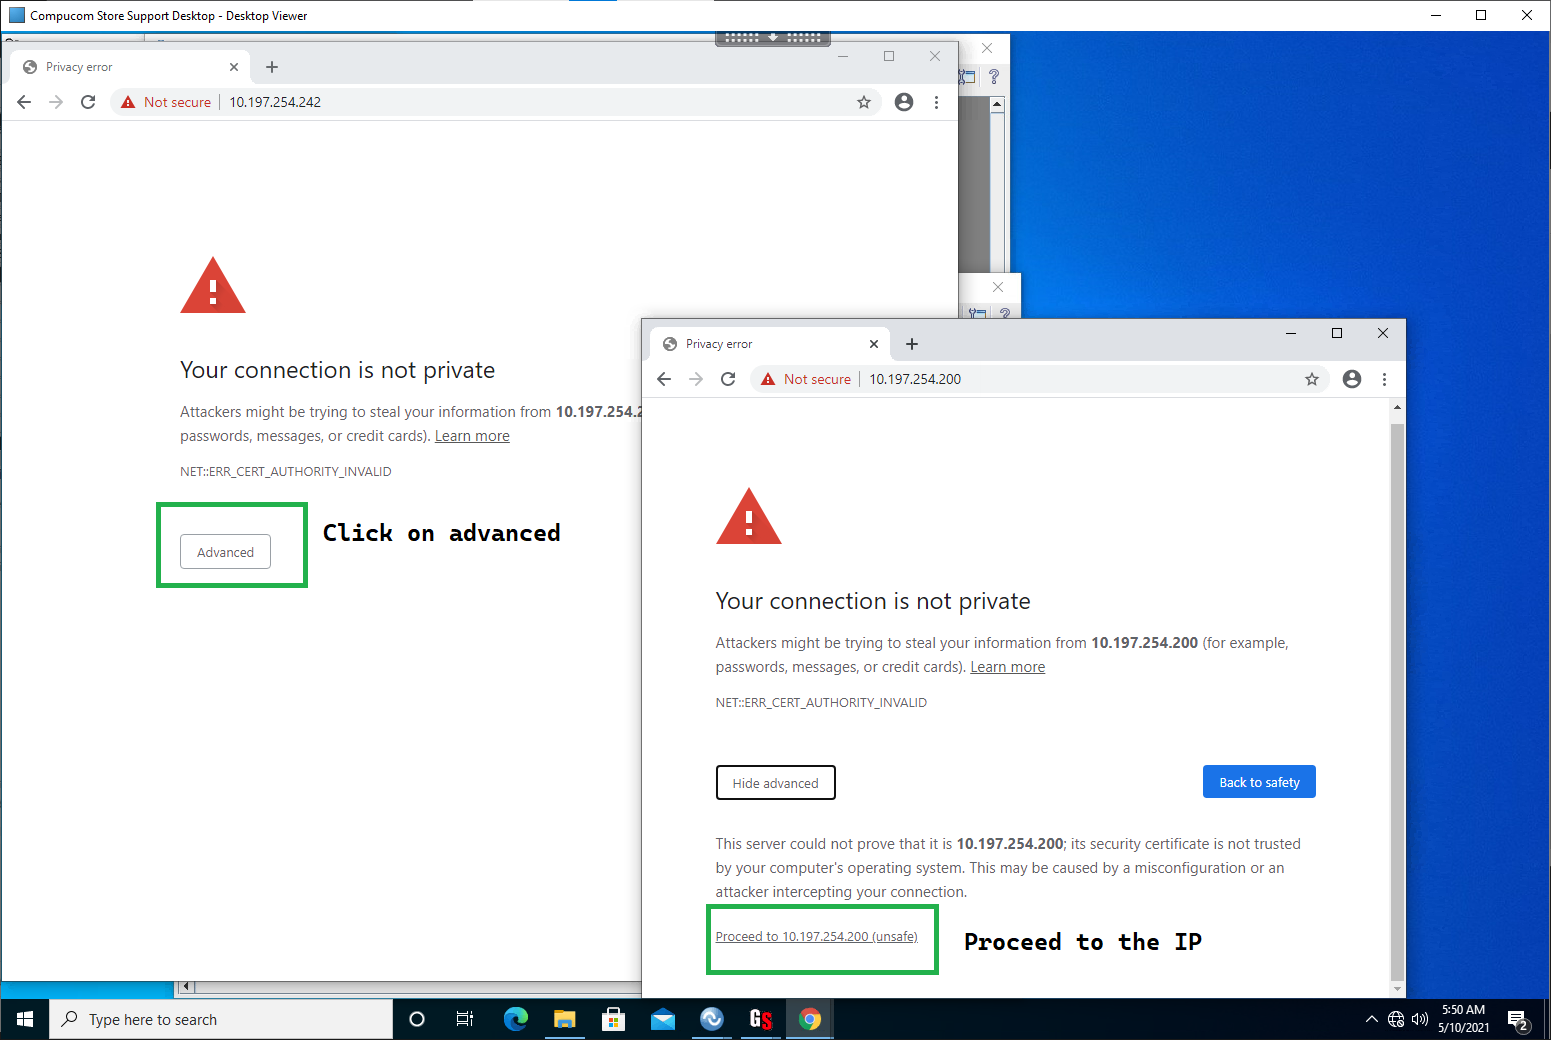 Compucom Store Support Desktop - Desktop Viewer
Privacy error
Not secure
10.197.254.242
Your connection is not private
Attackers might be trying to steal your information from 10.197.254.2
passwords, messages, or credit cards). Learn more
NET::ERR_CERT_AUTHORITY_INVALID
Advanced
Click on advanced
Privacy error
Not secure
10.197.254.200
Your connection is not private
Attackers might be trying to steal your information from 10.197.254.200 (for example,
passwords, messages, or credit cards). Learn more
NET::ERR_CERT_AUTHORITY_INVALID
Hide advanced
Back to safety
This server could not prove that it is 10.197.254.200; its security certificate is not trusted
by your computer's operating system. This may be caused by a misconfiguration or an
attacker intercepting your connection.
Proceed to 10.197.254.200 (unsafe)
Proceed to the IP
Type here to search
GS
5:50 AM
5/10/2021
2